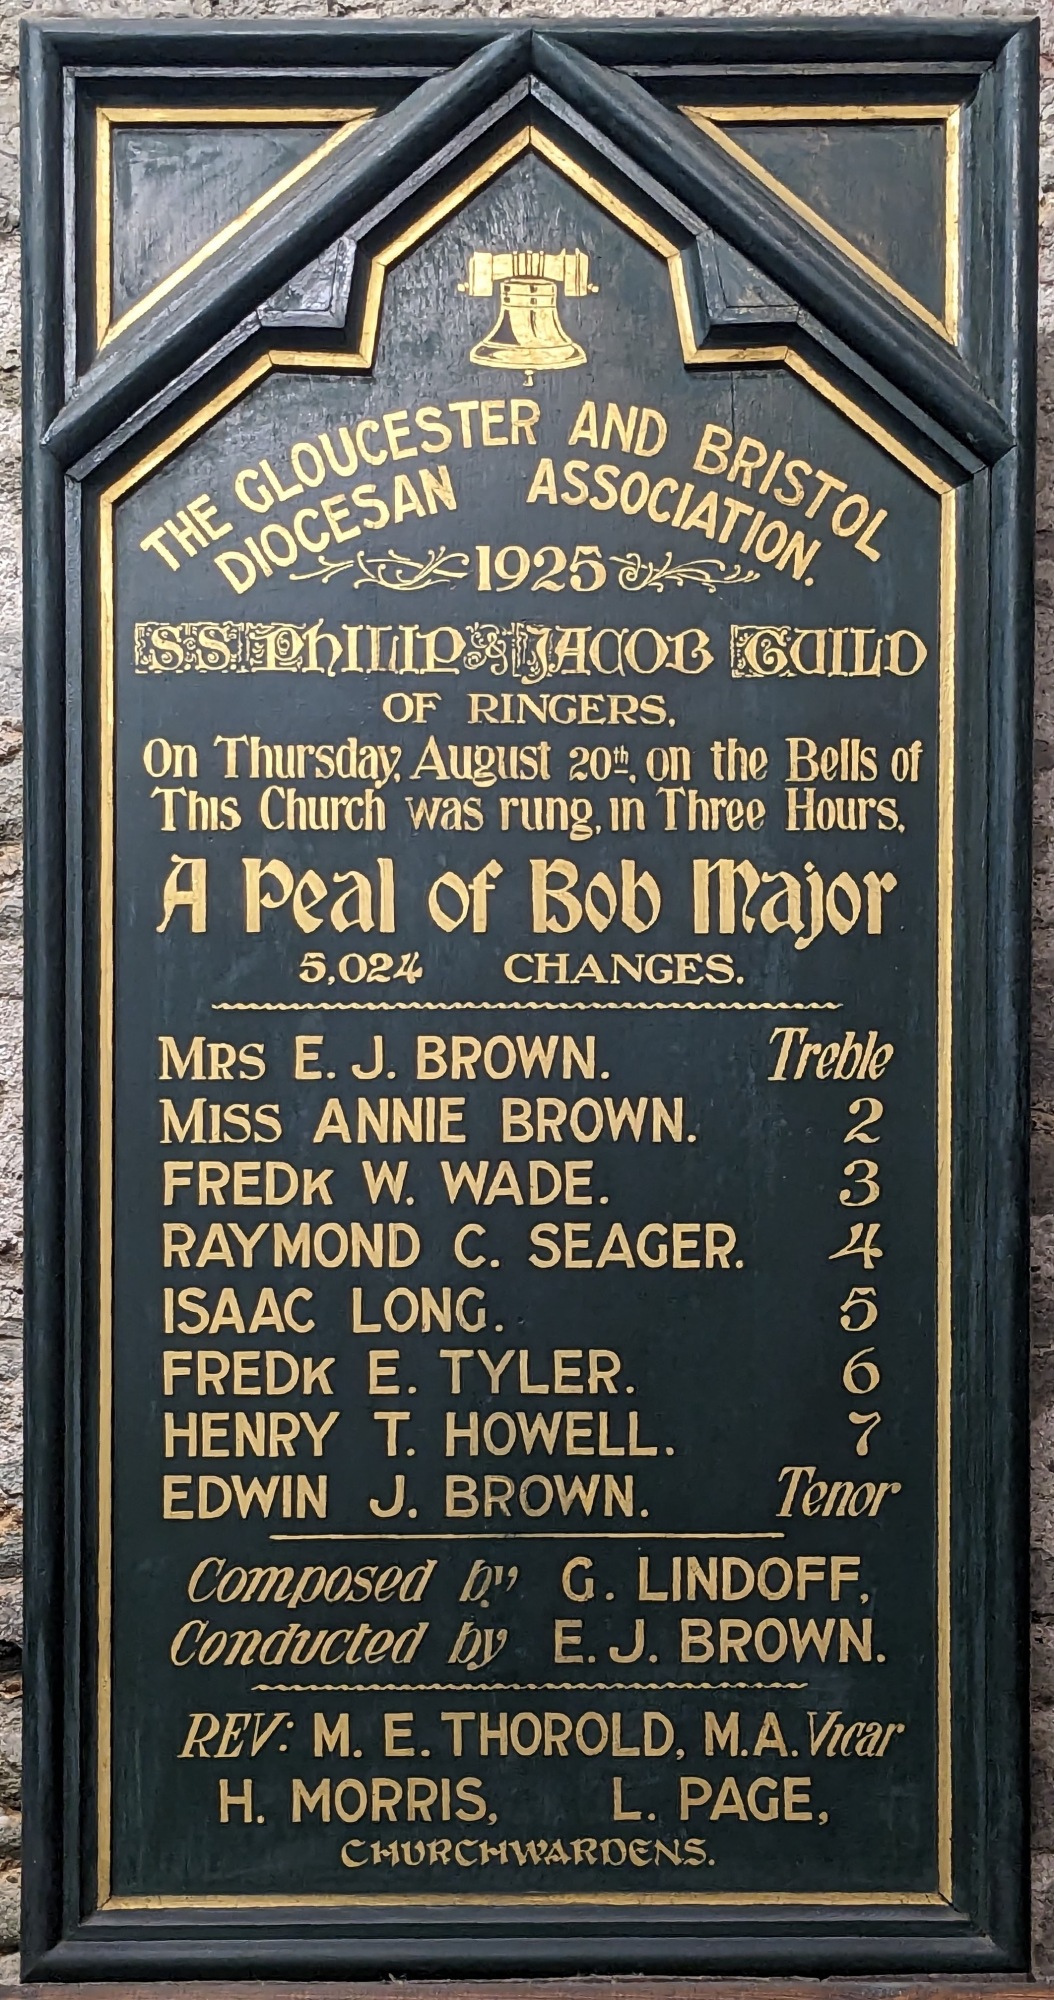 THE GLOUCESTER AND BRISTOL
DIOCESAN ASSOCIATION.
1925
S.S. PHILIP & JACOB GUILD
OF RINGERS.
On Thursday, August 20th, on the Bells of
This Church was rung, in Three Hours,
A Peal of Bob Major
5,024 CHANGES.
MRS E. J. BROWN. Treble
MISS ANNIE BROWN. 2
FREDK W. WADE. 3
RAYMOND C. SEAGER. 4
ISAAC LONG. 5
FREDK E. TYLER. 6
HENRY T. HOWELL. 7
EDWIN J. BROWN. Tenor
Composed by G. LINDOFF,
Conducted by E. J. BROWN.
REV: M. E. THOROLD, M.A. Vicar
H. MORRIS, L. PAGE,
CHURCHWARDENS.